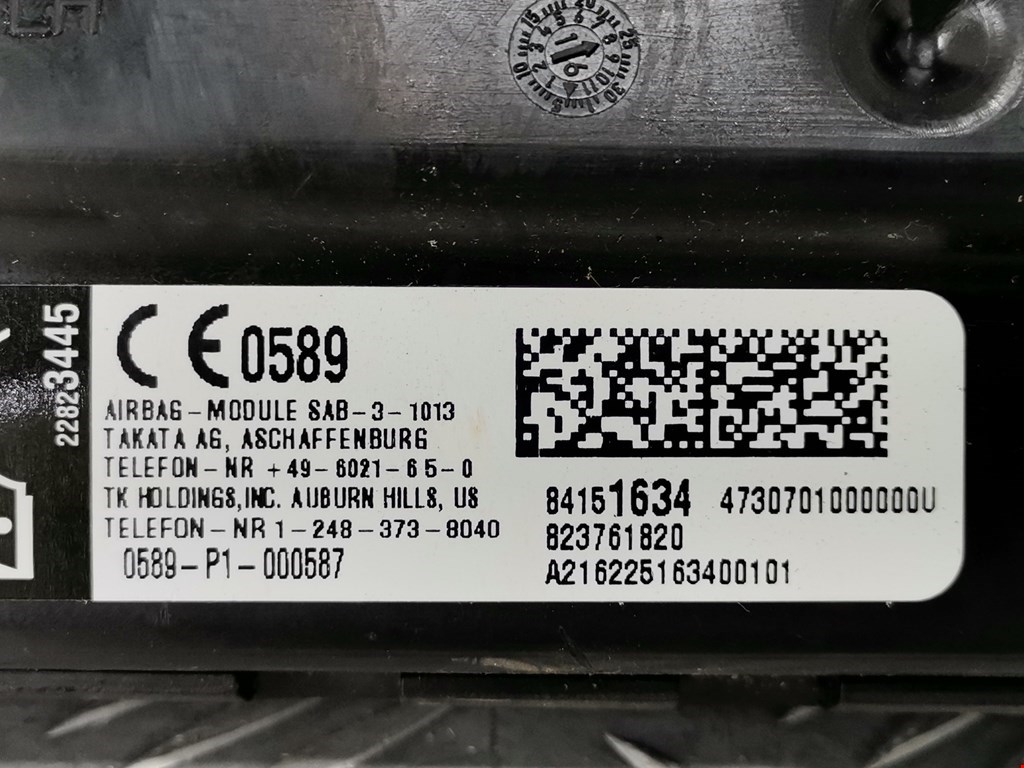 22823445
CE 0589
AIRBAG-MODULE SAB-3-1013
TAKATA AG, ASCHAFFENBURG
TELEFON-NR +49-6021-65-0
TK HOLDINGS,INC. AUBURN HILLS, US
TELEFON-NR 1-248-373-8040
0589-P1-000587
84151634 4730701000000U
823761820
A216225163400101